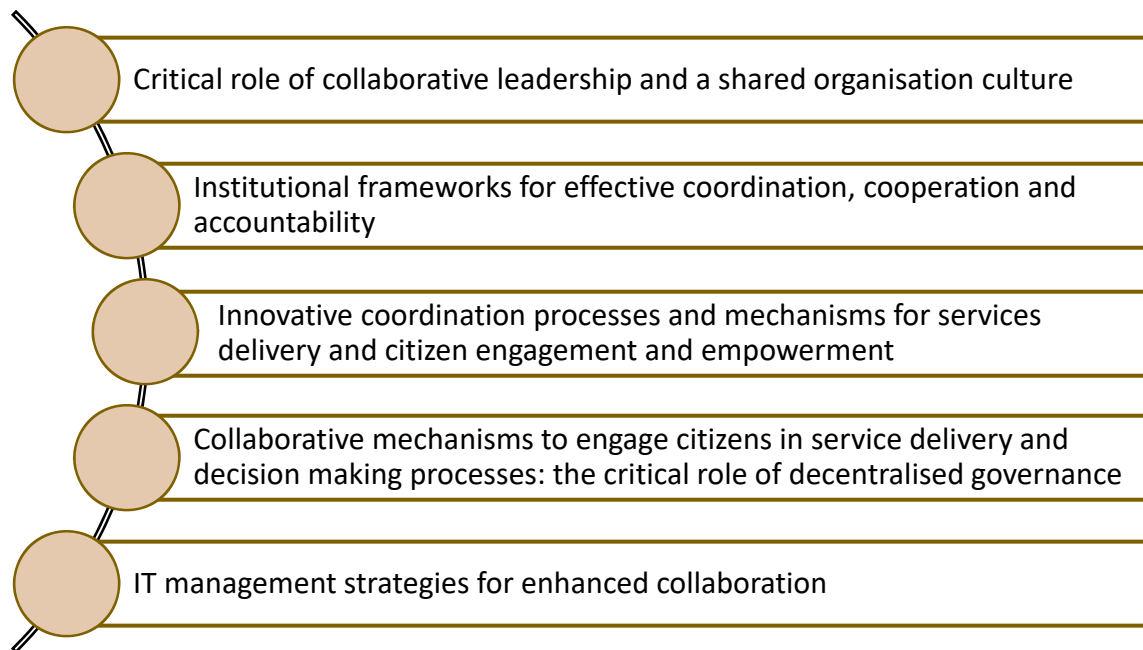 Critical role of collaborative leadership and a shared organisation culture
Institutional frameworks for effective coordination, cooperation and
accountability
Innovative coordination processes and mechanisms for services
delivery and citizen engagement and empowerment
Collaborative mechanisms to engage citizens in service delivery and
decision making processes: the critical role of decentralised governance
IT management strategies for enhanced collaboration